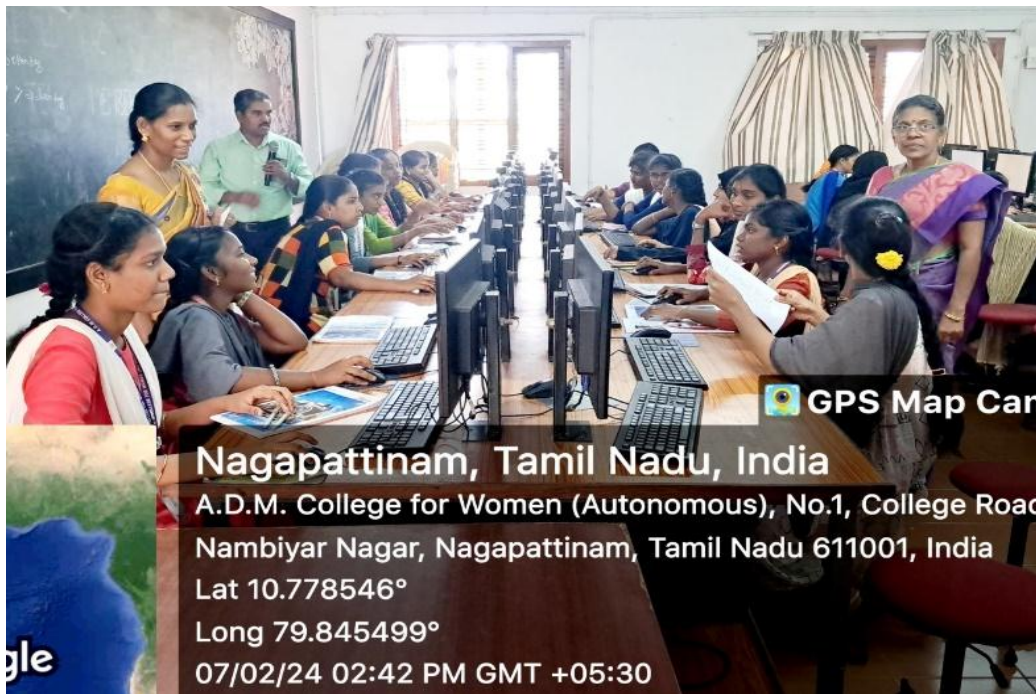 GPS Map Cam
Nagapattinam, Tamil Nadu, India
A.D.M. College for Women (Autonomous), No.1, College Road
Nambiyar Nagar, Nagapattinam, Tamil Nadu 611001, India
Lat 10.778546°
Long 79.845499°
07/02/24 02:42 PM GMT +05:30
gle